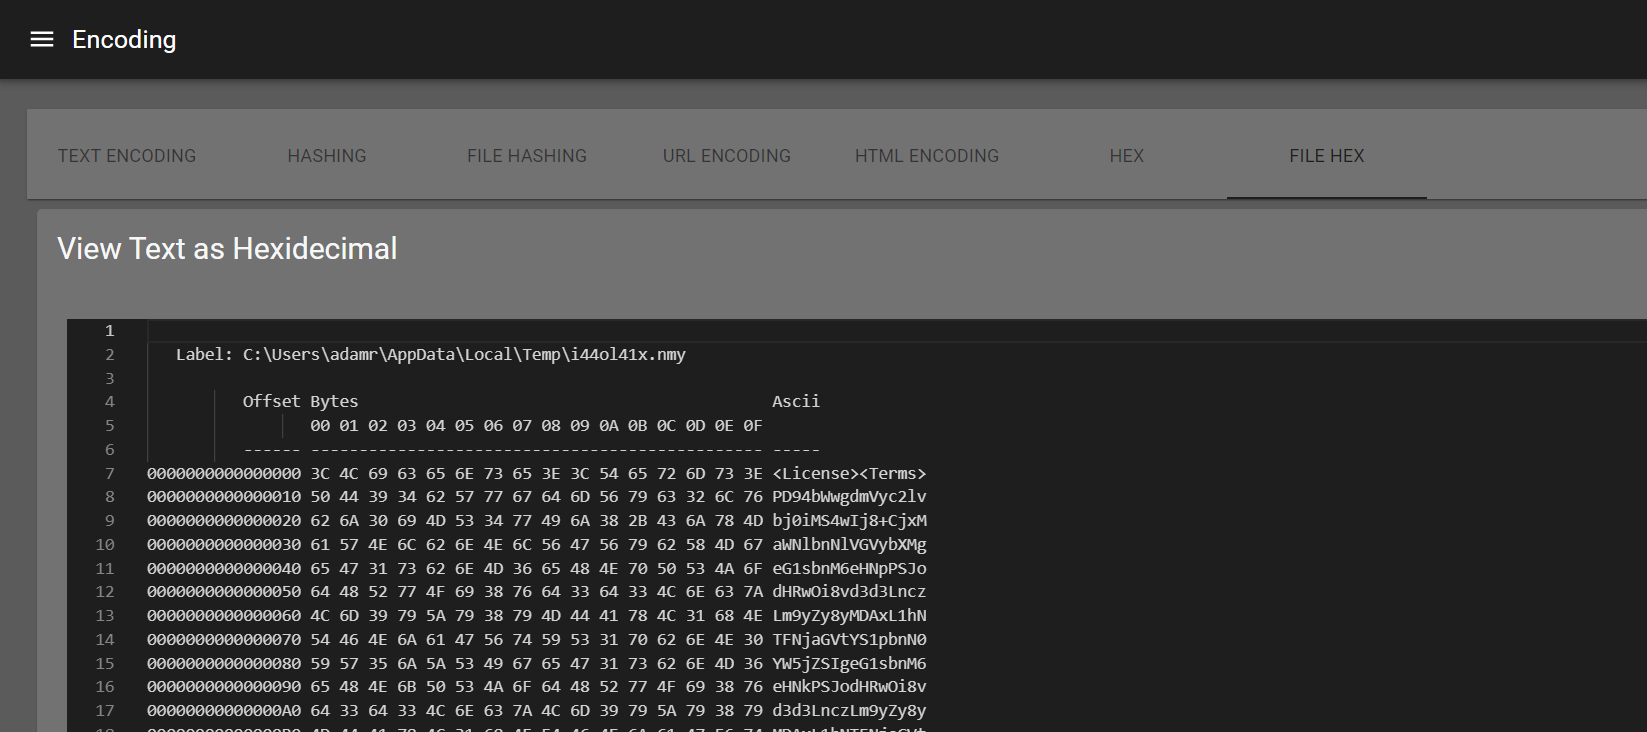 Encoding
TEXT ENCODING HASHING FILE HASHING URL ENCODING HTML ENCODING HEX FILE HEX
View Text as Hexidecimal
1
2 Label: C:\Users\adamr\AppData\Local\Temp\i44ol41x.nmy
3
4 Offset Bytes Ascii
5 00 01 02 03 04 05 06 07 08 09 0A 0B 0C 0D 0E 0F
6 ------ ----------------------------------------------- -----
7 0000000000000000 3C 4C 69 63 65 6E 73 65 3E 3C 54 65 72 6D 73 3E <License><Terms>
8 0000000000000010 50 44 39 34 62 57 77 67 64 6D 56 79 63 32 6C 76 PD94bWwgdmVyc2lv
9 0000000000000020 62 6A 30 69 4D 53 34 77 49 6A 38 2B 43 6A 78 4D bj0iMS4wIj8+CjxM
10 0000000000000030 61 57 4E 6C 62 6E 4E 6C 56 47 56 79 62 58 4D 67 aWNlbnNlVGVybXMg
11 0000000000000040 65 47 31 73 62 6E 4D 36 65 48 4E 70 50 53 4A 6F eG1sbnM6eHNpPSJo
12 0000000000000050 64 48 52 77 4F 69 38 76 64 33 64 33 4C 6E 63 7A dHRwOi8vd3d3Lncz
13 0000000000000060 4C 6D 39 79 5A 79 38 79 4D 44 41 78 4C 31 68 4E Lm9yZy8yMDAxL1hN
14 0000000000000070 54 46 4E 6A 61 47 56 74 59 53 31 70 62 6E 4E 30 TFNjaGVtYS1pbnN0
15 0000000000000080 59 57 35 6A 5A 53 49 67 65 47 31 73 62 6E 4D 36 YW5jZSIgeG1sbnM6
16 0000000000000090 65 48 4E 6B 50 53 4A 6F 64 48 52 77 4F 69 38 76 eHNkPSJodHRwOi8v
17 00000000000000A0 64 33 64 33 4C 6E 63 7A 4C 6D 39 79 5A 79 38 79 d3d3LnczLm9yZy8y